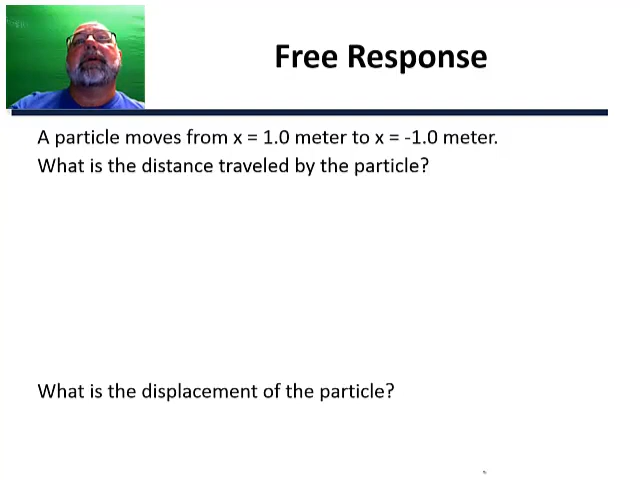 Free Response
A particle moves from x = 1.0 meter to x = -1.0 meter.
What is the distance traveled by the particle?
What is the displacement of the particle?